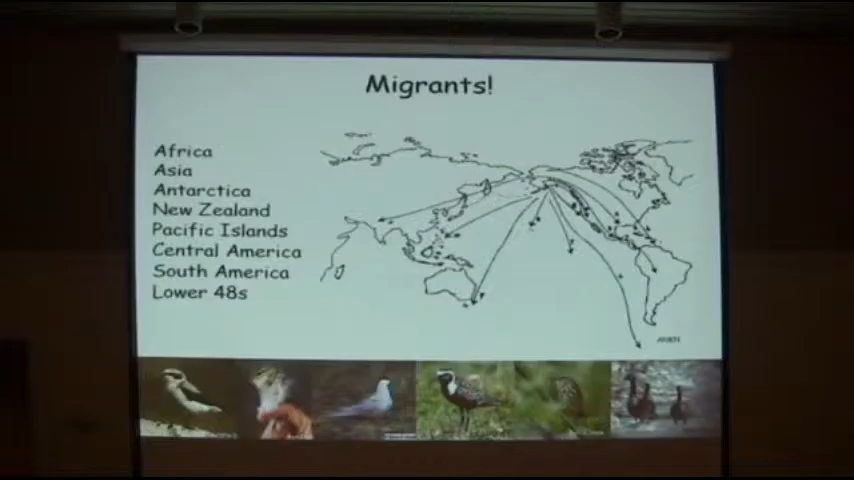 Migrants!
Africa
Asia
Antarctica
New Zealand
Pacific Islands
Central America
South America
Lower 48s